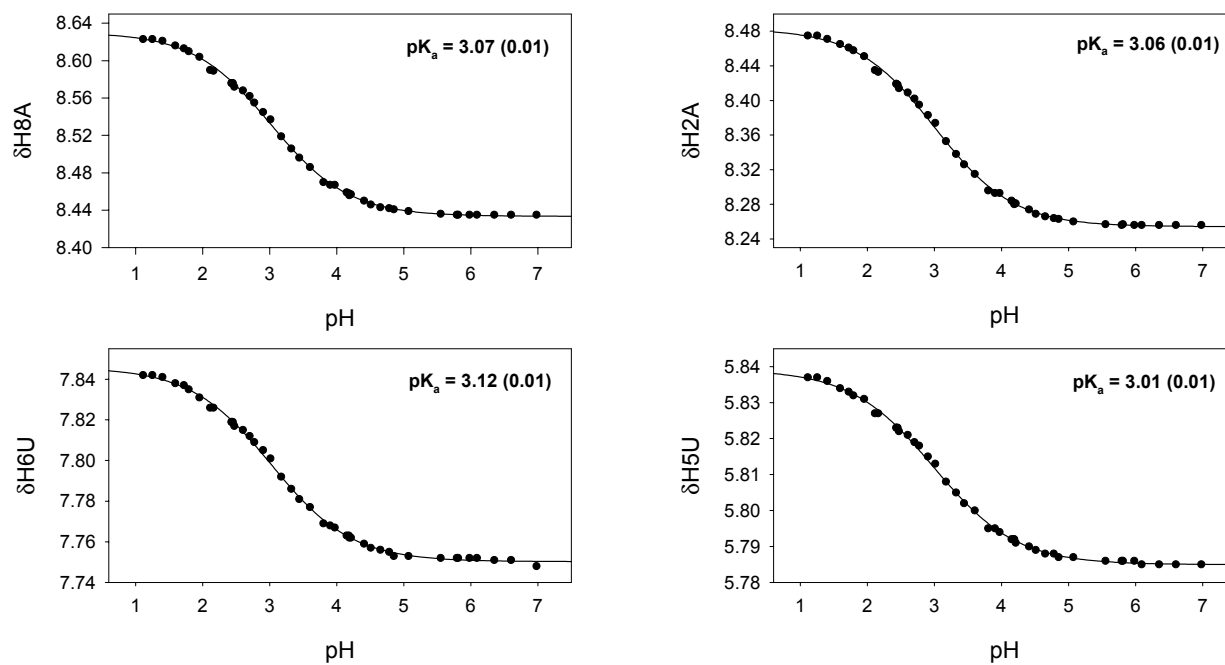 8.64
8.60
8.56
8.52
8.48
8.44
8.40
δH8A
pKa = 3.07 (0.01)
1 2 3 4 5 6 7
pH
8.48
8.44
8.40
8.36
8.32
8.28
8.24
δH2A
pKa = 3.06 (0.01)
1 2 3 4 5 6 7
pH
7.84
7.82
7.80
7.78
7.76
7.74
δH6U
pKa = 3.12 (0.01)
1 2 3 4 5 6 7
pH
5.84
5.83
5.82
5.81
5.80
5.79
5.78
δH5U
pKa = 3.01 (0.01)
1 2 3 4 5 6 7
pH